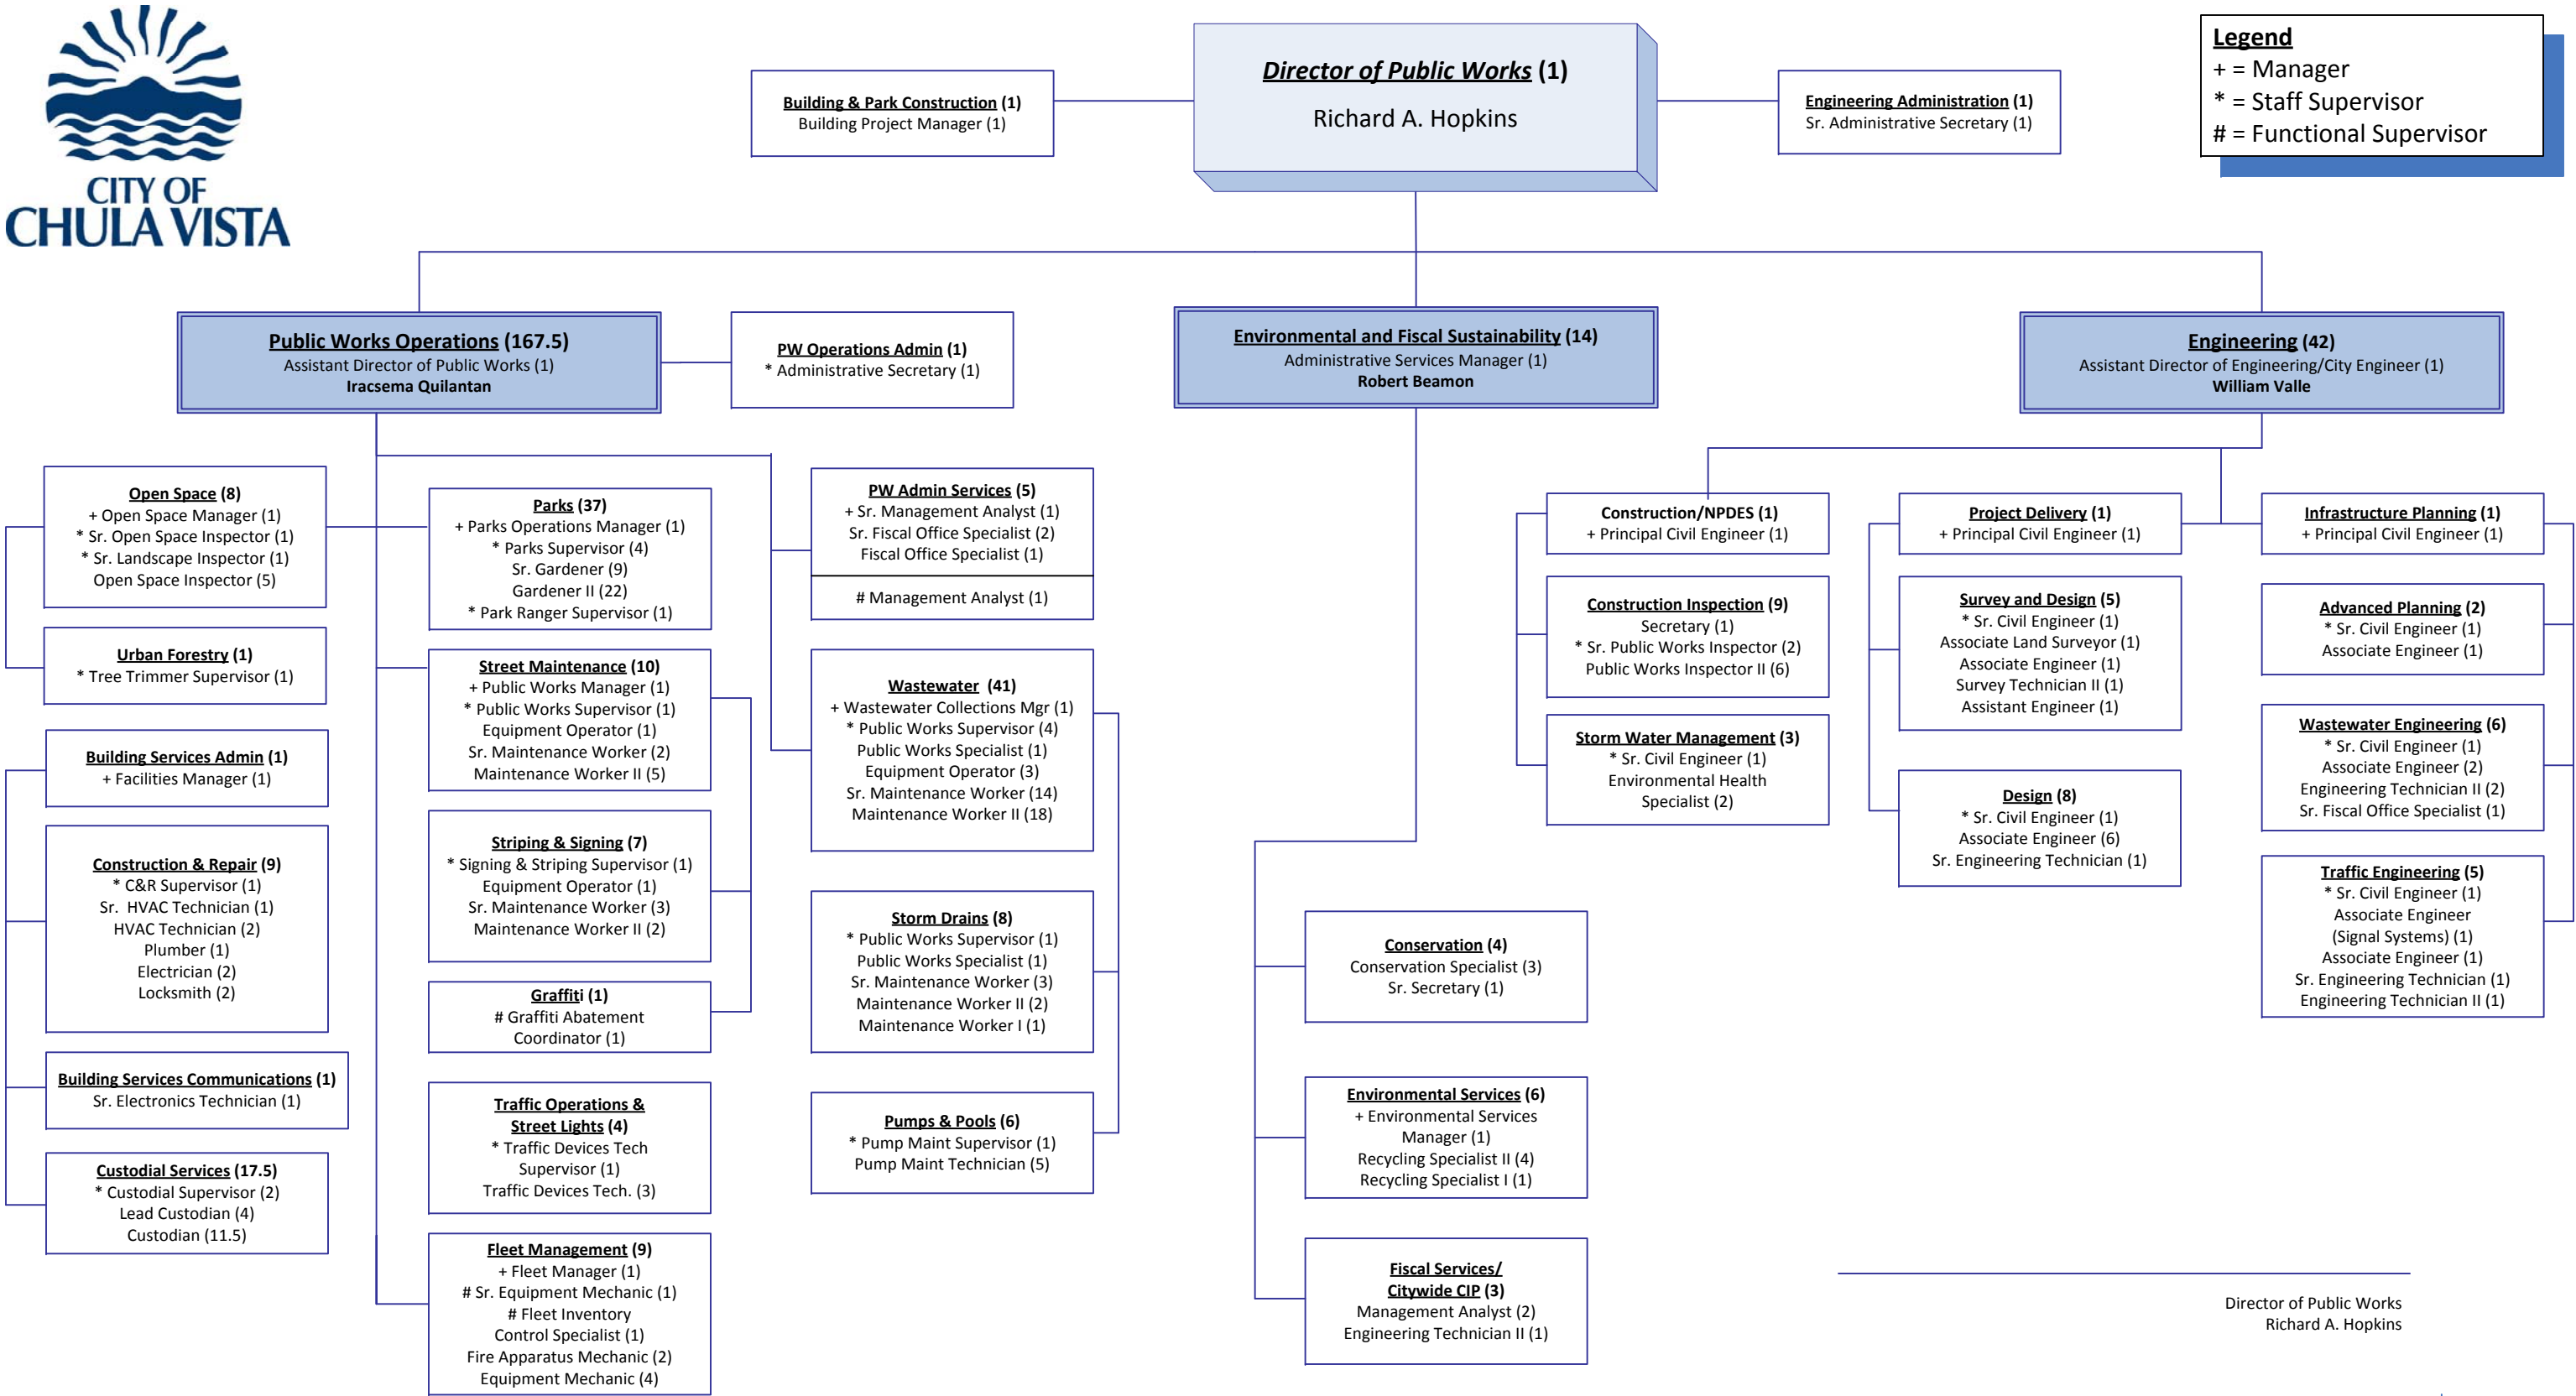 CITY OF
CHULA VISTA
Building & Park Construction (1)
Building Project Manager (1)
Director of Public Works (1)
Richard A. Hopkins
Engineering Administration (1)
Sr. Administrative Secretary (1)
Legend
+ = Manager
* = Staff Supervisor
# = Functional Supervisor
Public Works Operations (167.5)
Assistant Director of Public Works (1)
Iracsema Quilantan
PW Operations Admin (1)
* Administrative Secretary (1)
Environmental and Fiscal Sustainability (14)
Administrative Services Manager (1)
Robert Beamon
Engineering (42)
Assistant Director of Engineering/City Engineer (1)
William Valle
Open Space (8)
+ Open Space Manager (1)
* Sr. Open Space Inspector (1)
* Sr. Landscape Inspector (1)
Open Space Inspector (5)
Urban Forestry (1)
* Tree Trimmer Supervisor (1)
Building Services Admin (1)
+ Facilities Manager (1)
Construction & Repair (9)
* C&R Supervisor (1)
Sr. HVAC Technician (1)
HVAC Technician (2)
Plumber (1)
Electrician (2)
Locksmith (2)
Building Services Communications (1)
Sr. Electronics Technician (1)
Custodial Services (17.5)
* Custodial Supervisor (2)
Lead Custodian (4)
Custodian (11.5)
Parks (37)
+ Parks Operations Manager (1)
* Parks Supervisor (4)
Sr. Gardener (9)
Gardener II (22)
* Park Ranger Supervisor (1)
Street Maintenance (10)
+ Public Works Manager (1)
* Public Works Supervisor (1)
Equipment Operator (1)
Sr. Maintenance Worker (2)
Maintenance Worker II (5)
Striping & Signing (7)
* Signing & Striping Supervisor (1)
Equipment Operator (1)
Sr. Maintenance Worker (3)
Maintenance Worker II (2)
Graffiti (1)
# Graffiti Abatement
Coordinator (1)
Traffic Operations &
Street Lights (4)
* Traffic Devices Tech
Supervisor (1)
Traffic Devices Tech. (3)
Fleet Management (9)
+ Fleet Manager (1)
# Sr. Equipment Mechanic (1)
# Fleet Inventory
Control Specialist (1)
Fire Apparatus Mechanic (2)
Equipment Mechanic (4)
PW Admin Services (5)
+ Sr. Management Analyst (1)
Sr. Fiscal Office Specialist (2)
Fiscal Office Specialist (1)
# Management Analyst (1)
Wastewater (41)
+ Wastewater Collections Mgr (1)
* Public Works Supervisor (4)
Public Works Specialist (1)
Equipment Operator (3)
Sr. Maintenance Worker (14)
Maintenance Worker II (18)
Storm Drains (8)
* Public Works Supervisor (1)
Public Works Specialist (1)
Sr. Maintenance Worker (3)
Maintenance Worker II (2)
Maintenance Worker I (1)
Pumps & Pools (6)
* Pump Maint Supervisor (1)
Pump Maint Technician (5)
Conservation (4)
Conservation Specialist (3)
Sr. Secretary (1)
Environmental Services (6)
+ Environmental Services
Manager (1)
Recycling Specialist II (4)
Recycling Specialist I (1)
Fiscal Services/
Citywide CIP (3)
Management Analyst (2)
Engineering Technician II (1)
Construction/NPDES (1)
+ Principal Civil Engineer (1)
Construction Inspection (9)
Secretary (1)
* Sr. Public Works Inspector (2)
Public Works Inspector II (6)
Storm Water Management (3)
* Sr. Civil Engineer (1)
Environmental Health
Specialist (2)
Project Delivery (1)
+ Principal Civil Engineer (1)
Survey and Design (5)
* Sr. Civil Engineer (1)
Associate Land Surveyor (1)
Associate Engineer (1)
Survey Technician II (1)
Assistant Engineer (1)
Design (8)
* Sr. Civil Engineer (1)
Associate Engineer (6)
Sr. Engineering Technician (1)
Infrastructure Planning (1)
+ Principal Civil Engineer (1)
Advanced Planning (2)
* Sr. Civil Engineer (1)
Associate Engineer (1)
Wastewater Engineering (6)
* Sr. Civil Engineer (1)
Associate Engineer (2)
Engineering Technician II (2)
Sr. Fiscal Office Specialist (1)
Traffic Engineering (5)
* Sr. Civil Engineer (1)
Associate Engineer
(Signal Systems) (1)
Associate Engineer (1)
Sr. Engineering Technician (1)
Engineering Technician II (1)
Director of Public Works
Richard A. Hopkins